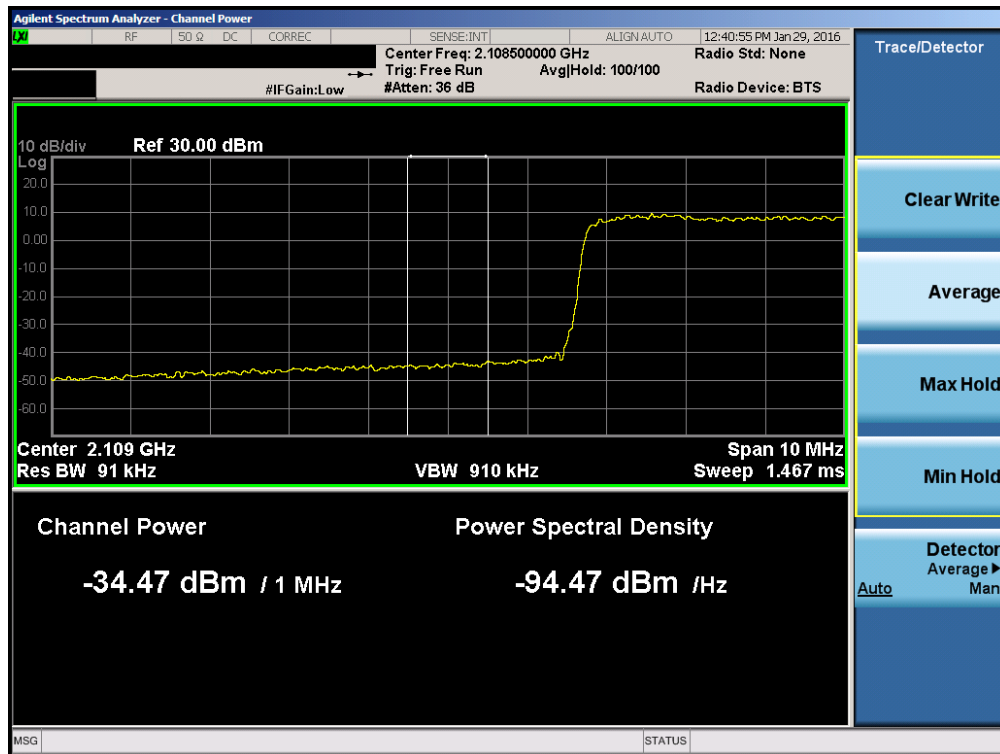 Agilent Spectrum Analyzer - Channel Power
LXI RF 50 Ω DC CORREC SENSE:INT ALIGN AUTO 12:40:55 PM Jan 29, 2016
Center Freq: 2.108500000 GHz Radio Std: None
Trig: Free Run Avg|Hold: 100/100
#IFGain:Low #Atten: 36 dB Radio Device: BTS
10 dB/div Ref 30.00 dBm
Log
20.0
10.0
0.00
-10.0
-20.0
-30.0
-40.0
-50.0
-60.0
Center 2.109 GHz Span 10 MHz
Res BW 91 kHz VBW 910 kHz Sweep 1.467 ms
Channel Power Power Spectral Density
-34.47 dBm / 1 MHz -94.47 dBm /Hz
MSG STATUS
Trace/Detector
Clear Write
Average
Max Hold
Min Hold
Detector
Average▶
Auto Man